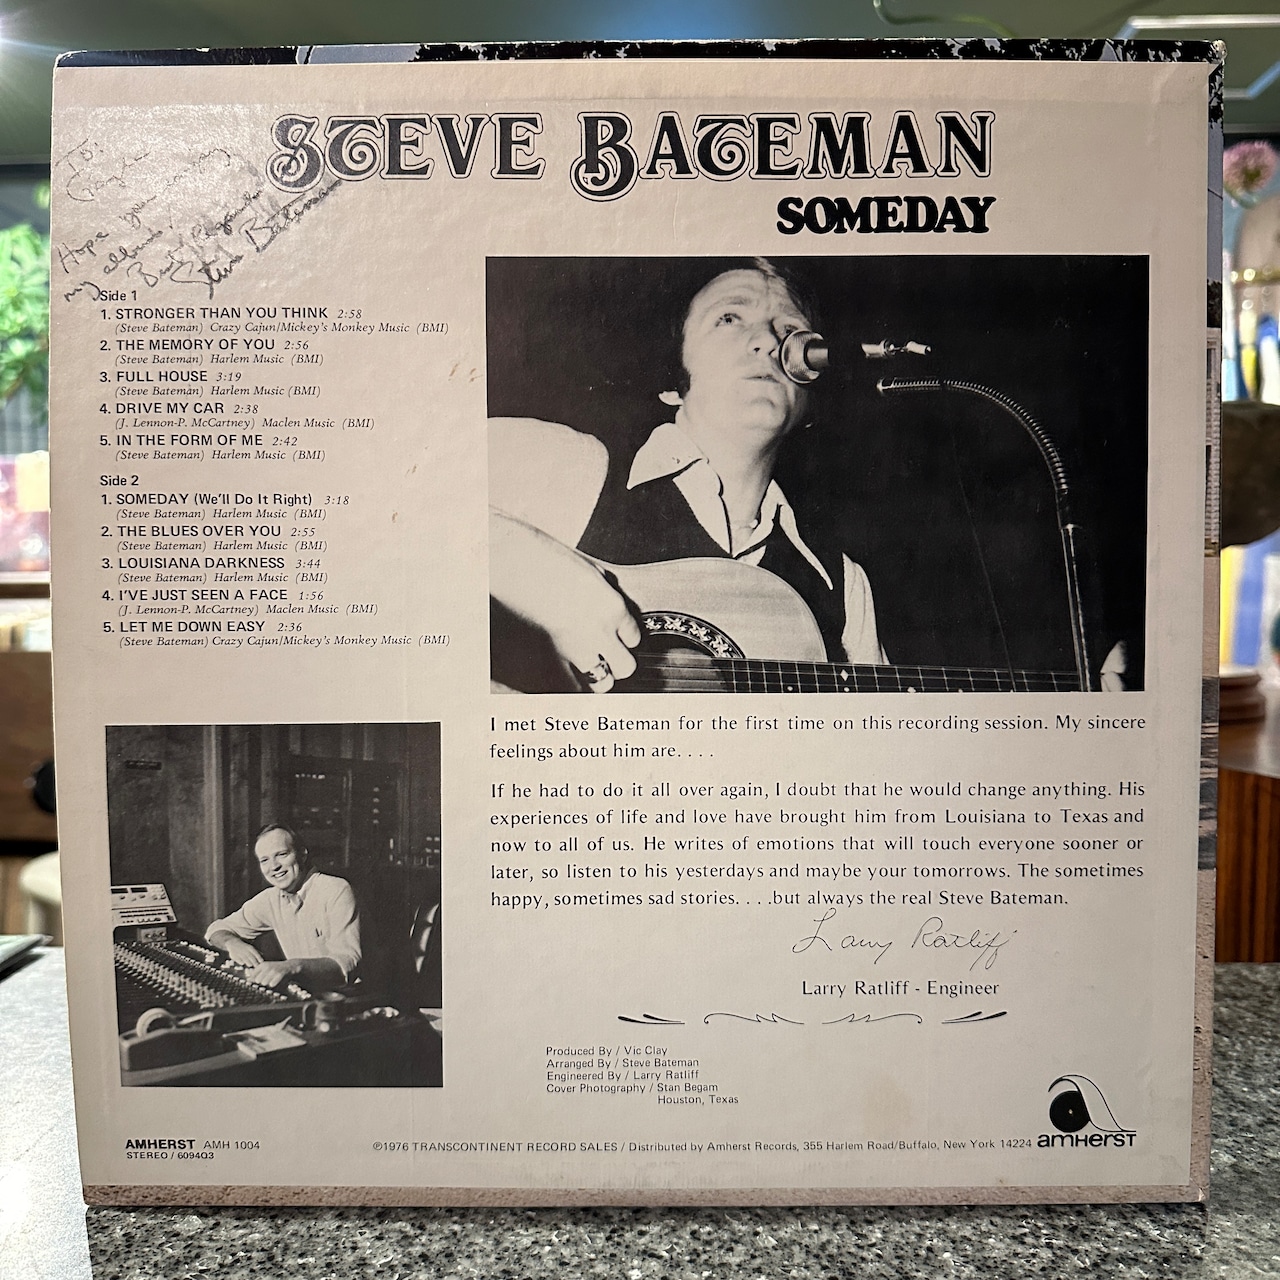 STEVE BATEMAN
SOMEDAY
To:
Hope you enjoy
my album!
Best Regards
Steve Bateman
Side 1
1. STRONGER THAN YOU THINK 2:58
(Steve Bateman) Crazy Cajun/Mickey's Monkey Music (BMI)
2. THE MEMORY OF YOU 2:56
(Steve Bateman) Harlem Music (BMI)
3. FULL HOUSE 3:19
(Steve Bateman) Harlem Music (BMI)
4. DRIVE MY CAR 2:38
(J. Lennon-P. McCartney) Maclen Music (BMI)
5. IN THE FORM OF ME 2:42
(Steve Bateman) Harlem Music (BMI)
Side 2
1. SOMEDAY (We'll Do It Right) 3:18
(Steve Bateman) Harlem Music (BMI)
2. THE BLUES OVER YOU 2:55
(Steve Bateman) Harlem Music (BMI)
3. LOUISIANA DARKNESS 3:44
(Steve Bateman) Harlem Music (BMI)
4. I'VE JUST SEEN A FACE 1:56
(J. Lennon-P. McCartney) Maclen Music (BMI)
5. LET ME DOWN EASY 2:36
(Steve Bateman) Crazy Cajun/Mickey's Monkey Music (BMI)
I met Steve Bateman for the first time on this recording session. My sincere
feelings about him are. . . .
If he had to do it all over again, I doubt that he would change anything. His
experiences of life and love have brought him from Louisiana to Texas and
now to all of us. He writes of emotions that will touch everyone sooner or
later, so listen to his yesterdays and maybe your tomorrows. The sometimes
happy, sometimes sad stories. . . .but always the real Steve Bateman.
Larry Ratliff
Larry Ratliff - Engineer
Produced By / Vic Clay
Arranged By / Steve Bateman
Engineered By / Larry Ratliff
Cover Photography / Stan Begam
Houston, Texas
AMHERST AMH 1004
STEREO / 609403
℗1976 TRANSCONTINENT RECORD SALES / Distributed by Amherst Records, 355 Harlem Road/Buffalo, New York 14224
amHerST